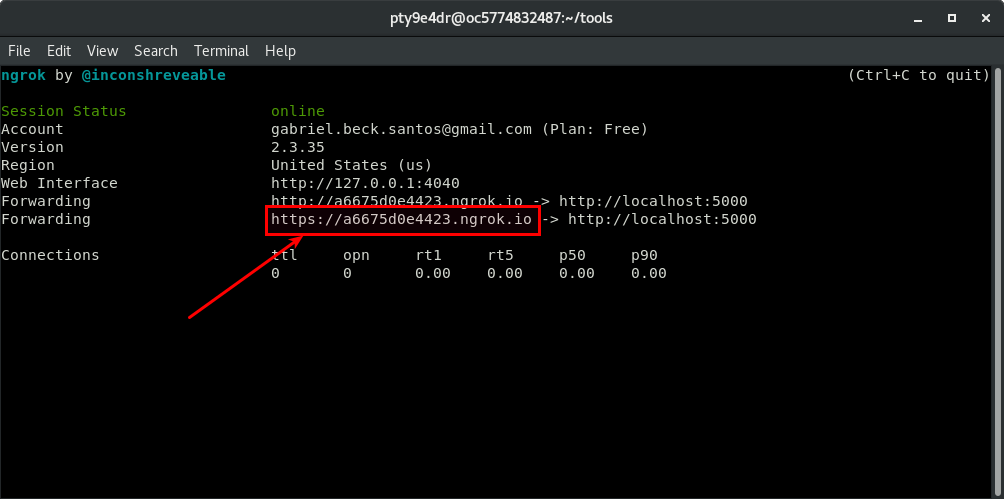 pty9e4dr@oc5774832487:~/tools
File Edit View Search Terminal Help
ngrok by @inconshreveable (Ctrl+C to quit)
Session Status online
Account gabriel.beck.santos@gmail.com (Plan: Free)
Version 2.3.35
Region United States (us)
Web Interface http://127.0.0.1:4040
Forwarding http://a6675d0e4423.ngrok.io -> http://localhost:5000
Forwarding https://a6675d0e4423.ngrok.io -> http://localhost:5000
Connections ttl opn rt1 rt5 p50 p90
0 0 0.00 0.00 0.00 0.00